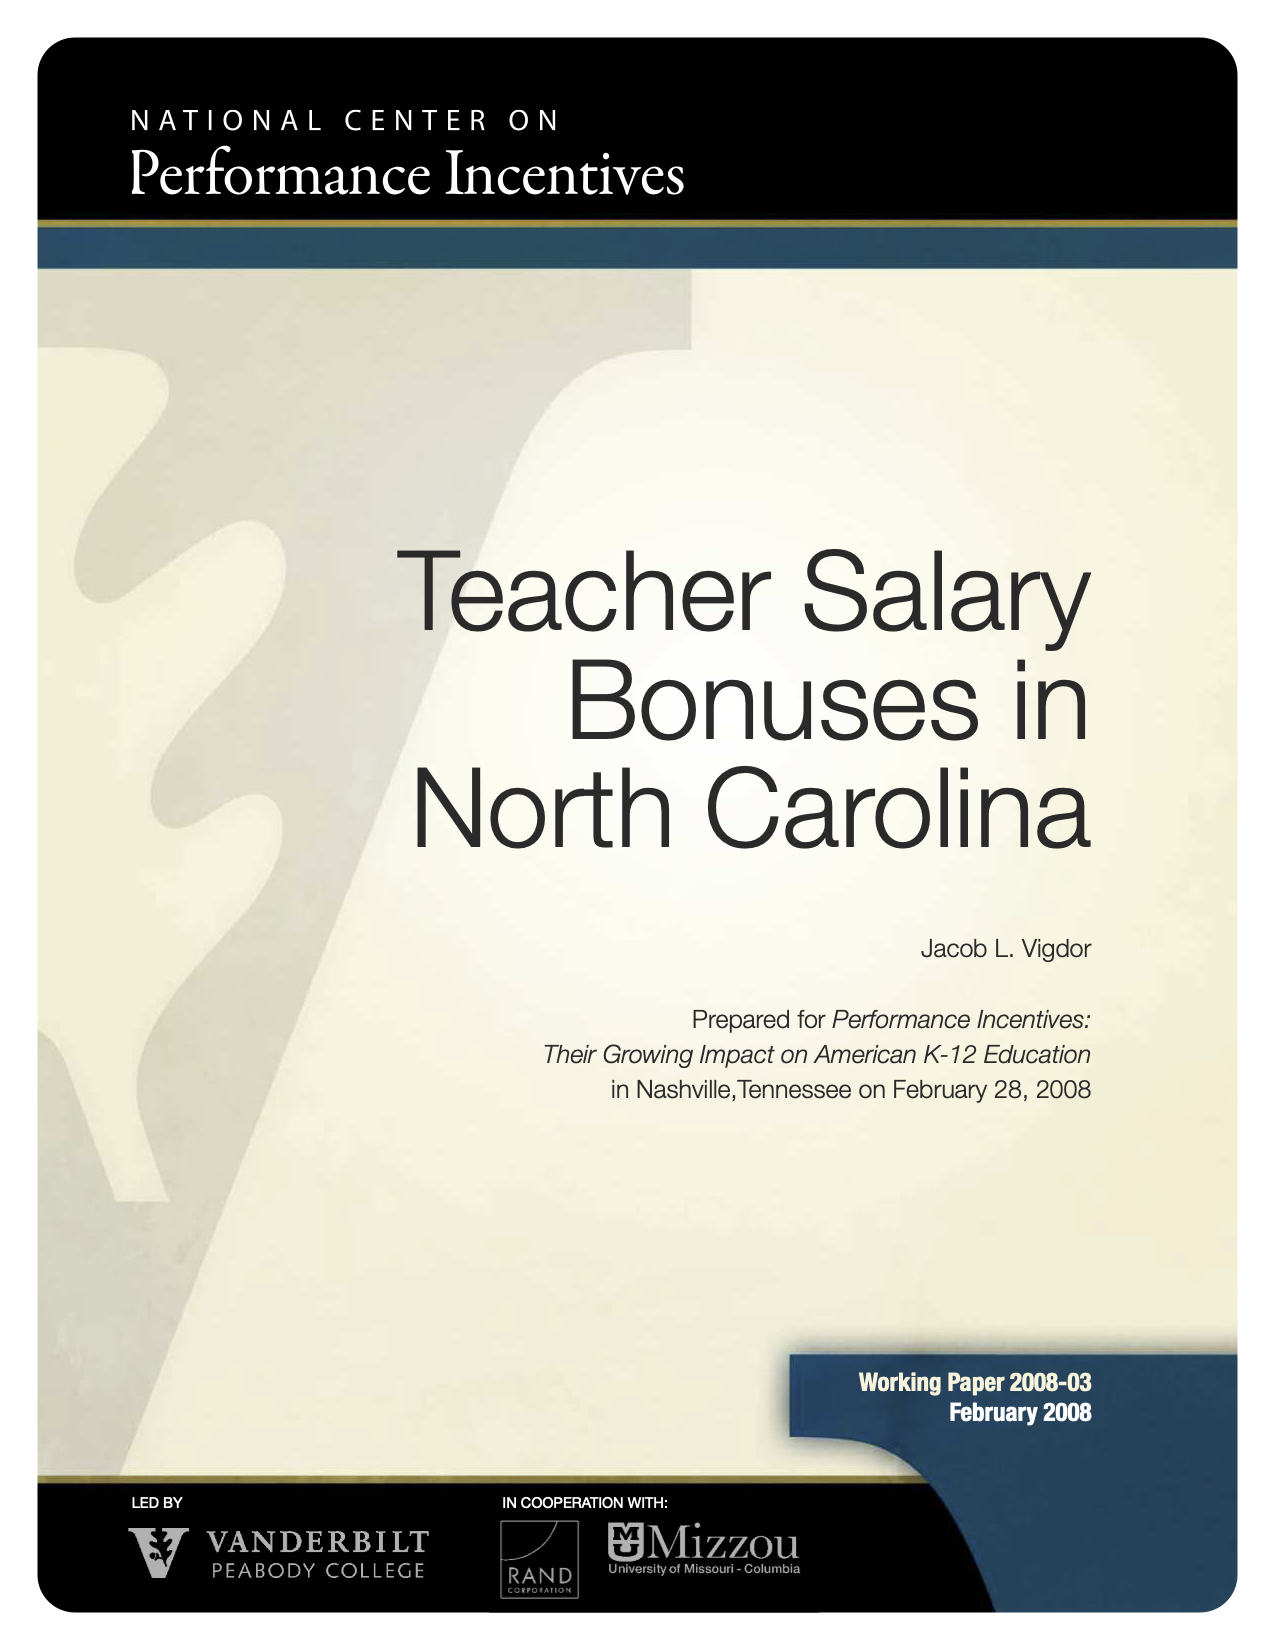 NATIONAL CENTER ON
Performance Incentives
Teacher Salary
Bonuses in
North Carolina
Jacob L. Vigdor
Prepared for Performance Incentives:
Their Growing Impact on American K-12 Education
in Nashville,Tennessee on February 28, 2008
Working Paper 2008-03
February 2008
LED BY
VANDERBILT
PEABODY COLLEGE
IN COOPERATION WITH:
RAND
CORPORATION
MU Mizzou
University of Missouri - Columbia